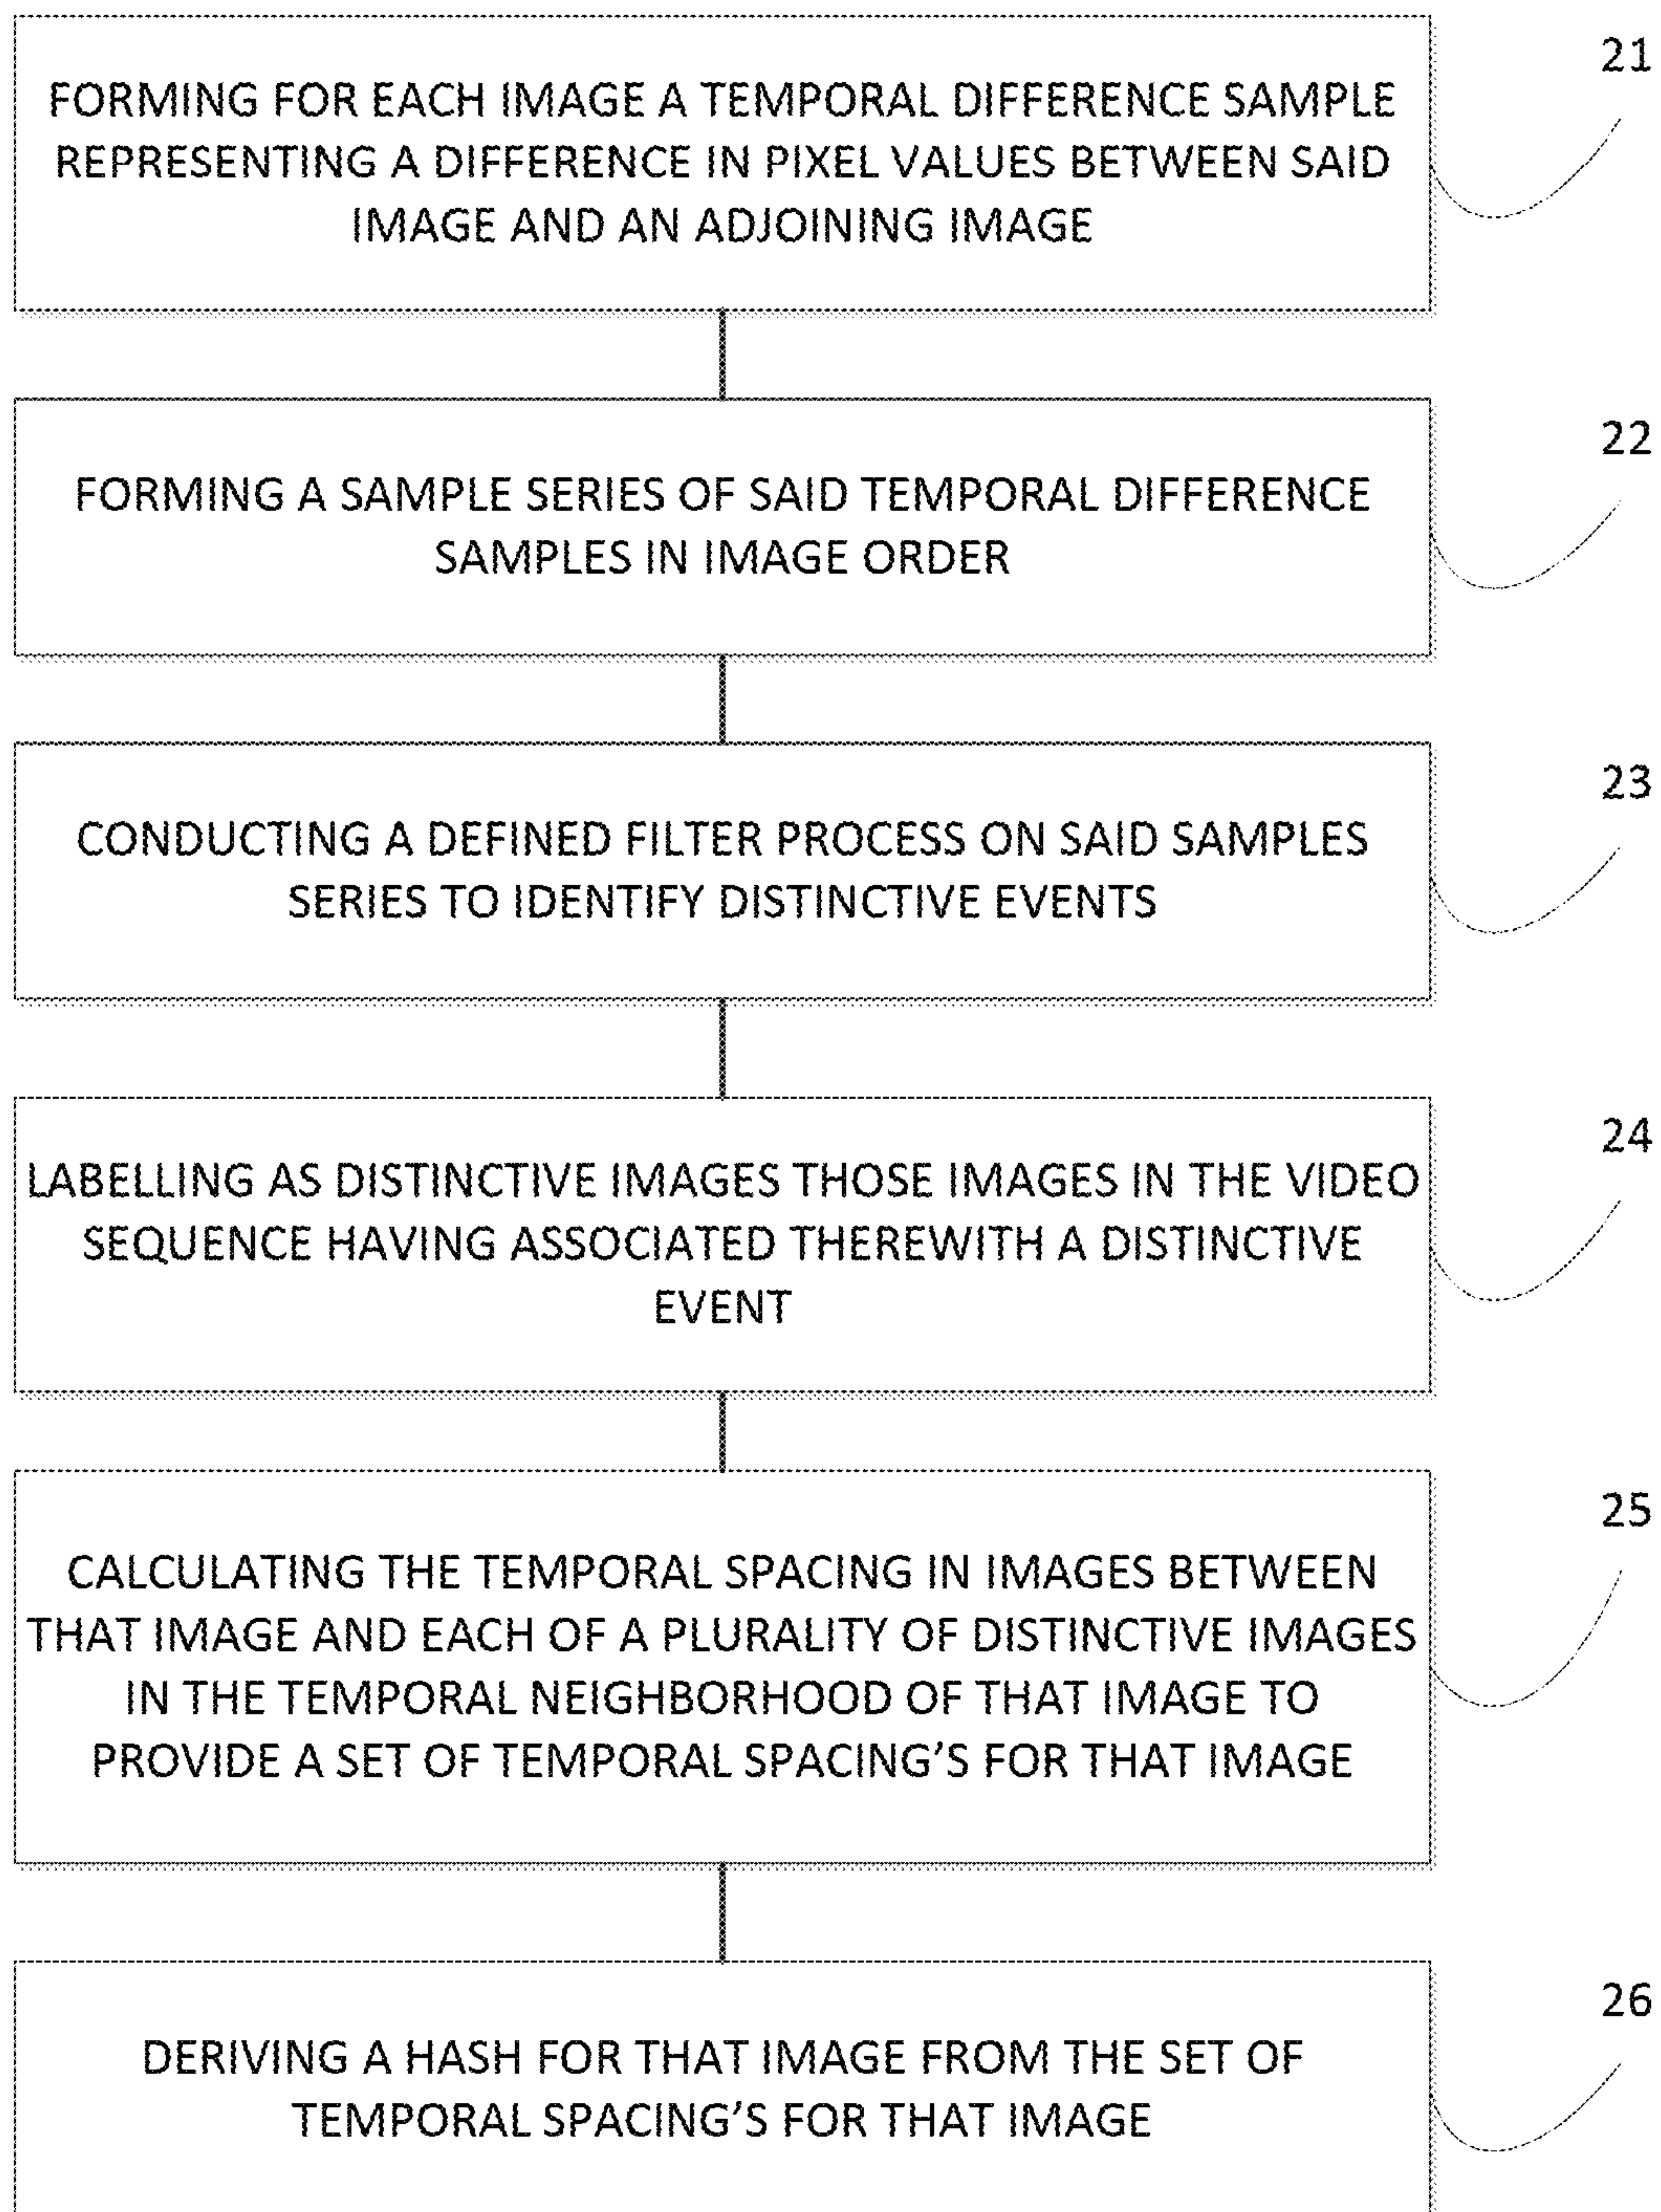 21
FORMING FOR EACH IMAGE A TEMPORAL DIFFERENCE SAMPLE
REPRESENTING A DIFFERENCE IN PIXEL VALUES BETWEEN SAID
IMAGE AND AN ADJOINING IMAGE
22
FORMING A SAMPLE SERIES OF SAID TEMPORAL DIFFERENCE
SAMPLES IN IMAGE ORDER
23
CONDUCTING A DEFINED FILTER PROCESS ON SAID SAMPLES
SERIES TO IDENTIFY DISTINCTIVE EVENTS
24
LABELLING AS DISTINCTIVE IMAGES THOSE IMAGES IN THE VIDEO
SEQUENCE HAVING ASSOCIATED THEREWITH A DISTINCTIVE
EVENT
25
CALCULATING THE TEMPORAL SPACING IN IMAGES BETWEEN
THAT IMAGE AND EACH OF A PLURALITY OF DISTINCTIVE IMAGES
IN THE TEMPORAL NEIGHBORHOOD OF THAT IMAGE TO
PROVIDE A SET OF TEMPORAL SPACING'S FOR THAT IMAGE
26
DERIVING A HASH FOR THAT IMAGE FROM THE SET OF
TEMPORAL SPACING'S FOR THAT IMAGE